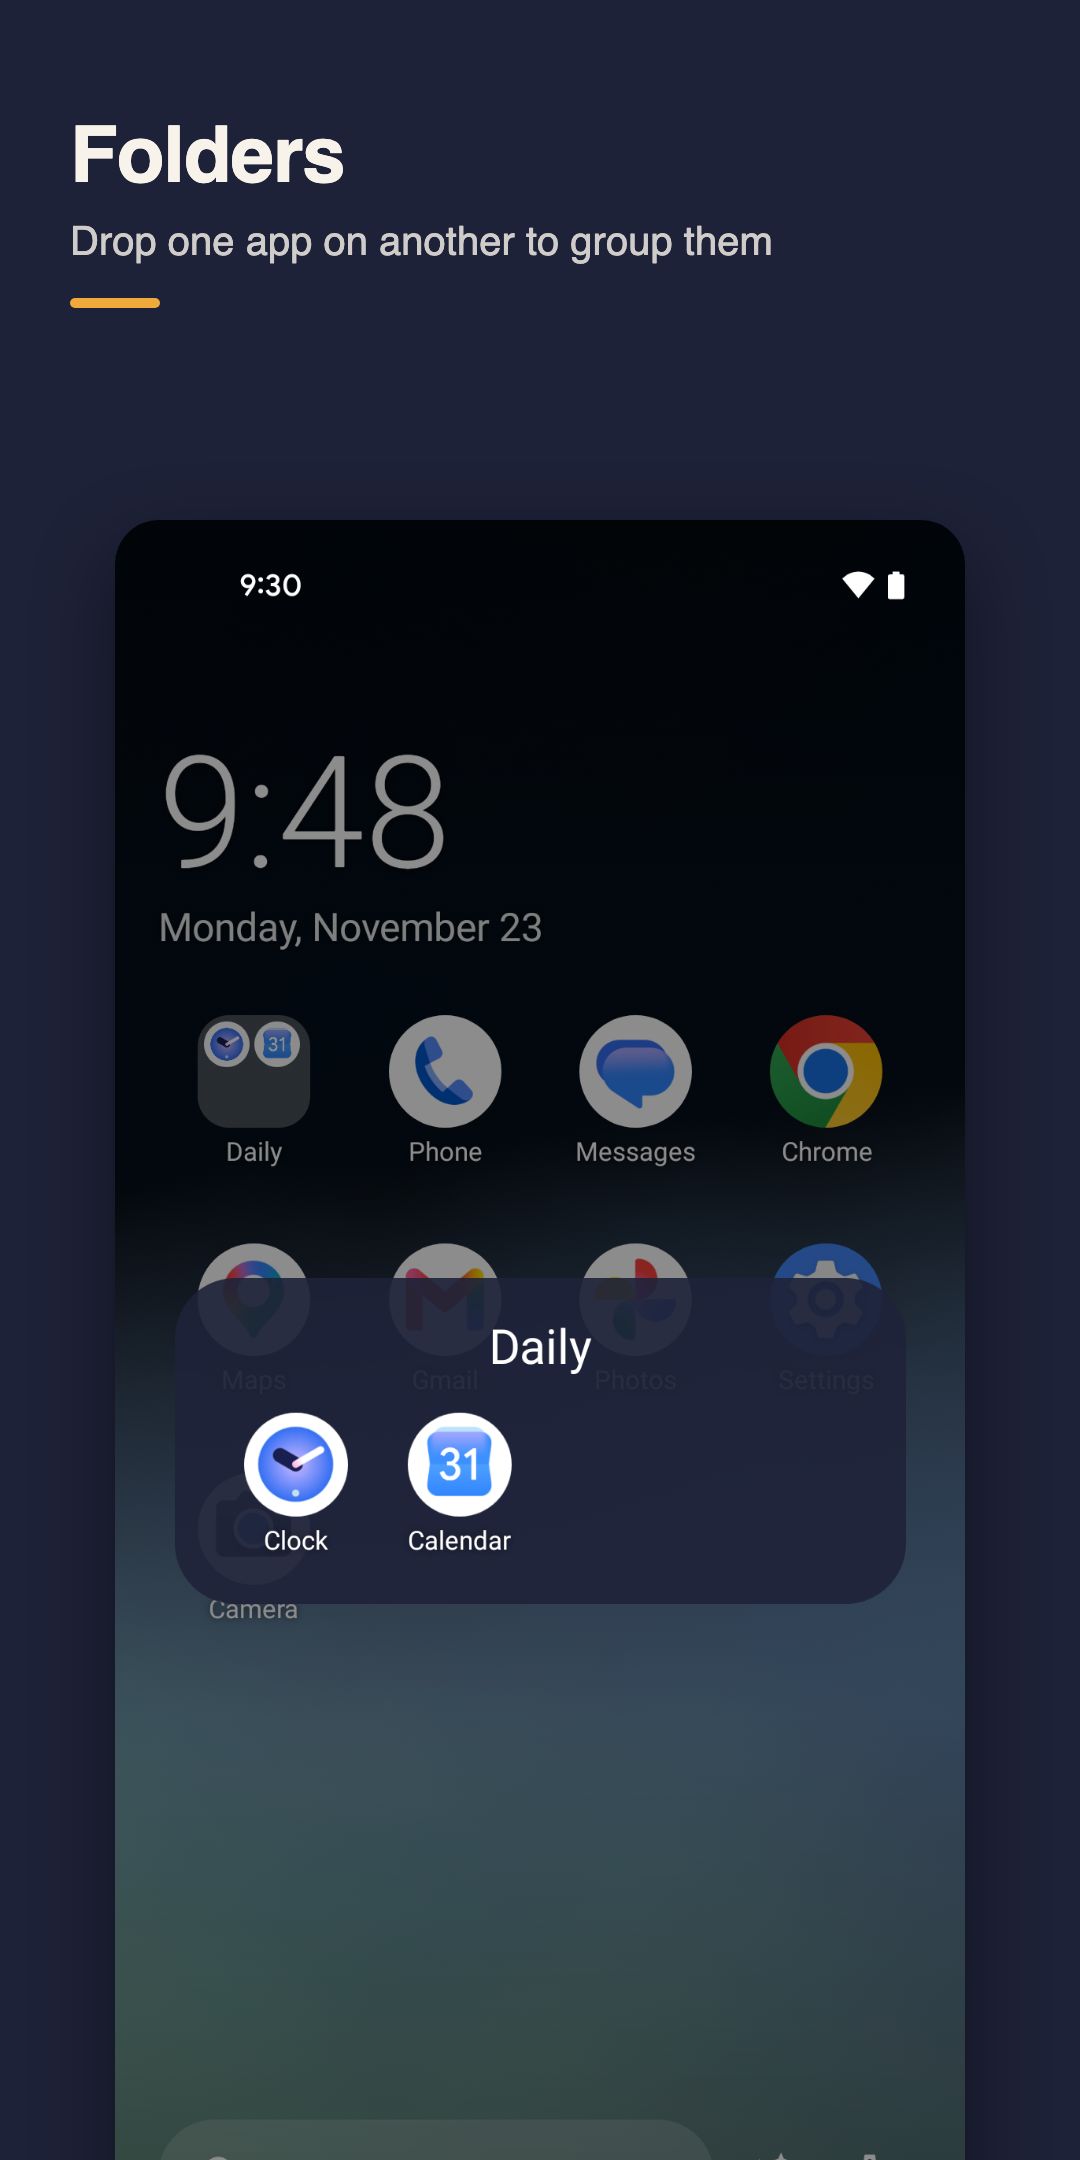 Folders
Drop one app on another to group them
9:30
9:48
Monday, November 23
31
Daily
Phone
Messages
Chrome
Daily
Maps
Gmail
Photos
Settings
31
Clock
Calendar
Camera